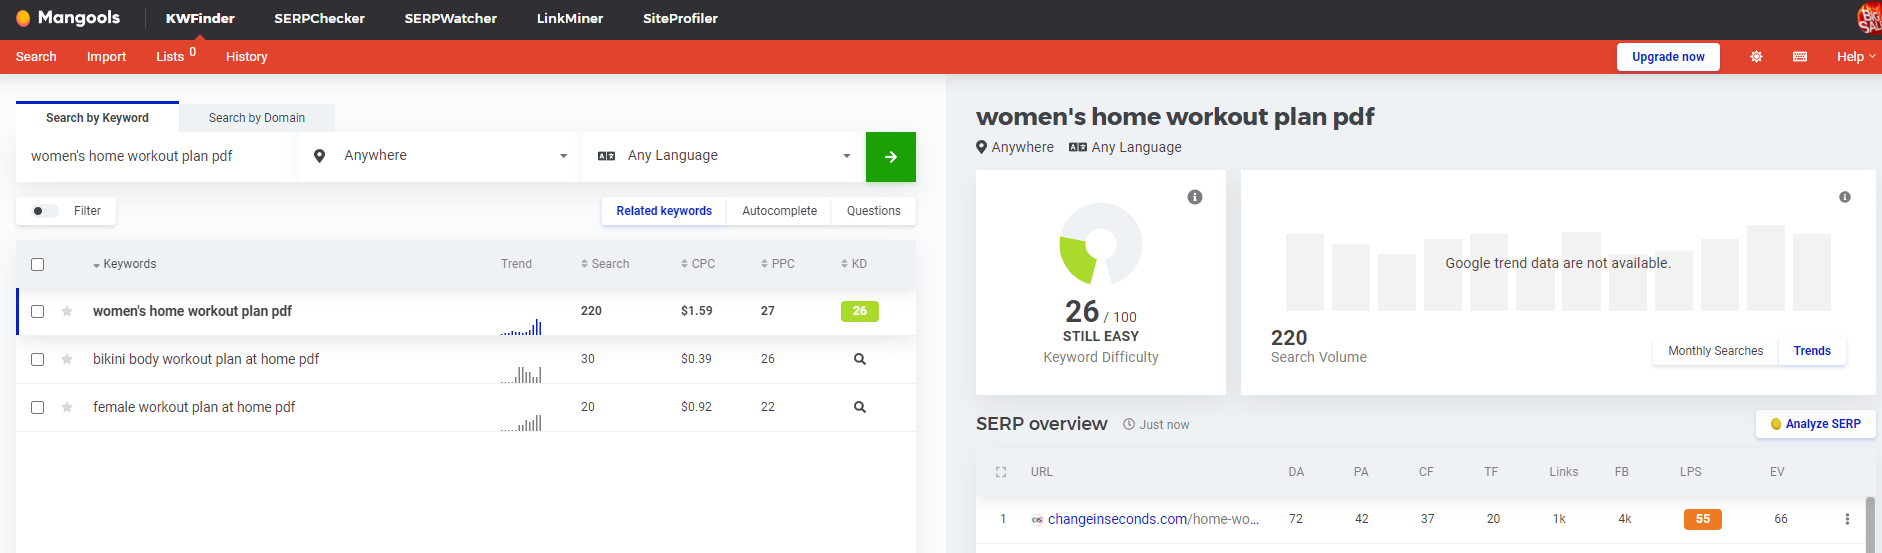 Mangools
KWFinder
SERPChecker
SERPWatcher
LinkMiner
SiteProfiler
BIG
SALE
Search
Import
Lists 0
History
Upgrade now
Help
Search by Keyword
Search by Domain
women's home workout plan pdf
Anywhere
Any Language
Filter
Related keywords
Autocomplete
Questions
Keywords Trend Search CPC PPC KD
women's home workout plan pdf 220 $1.59 27 26
bikini body workout plan at home pdf 30 $0.39 26
female workout plan at home pdf 20 $0.92 22
women's home workout plan pdf
Anywhere Any Language
26 / 100
STILL EASY
Keyword Difficulty
Google trend data are not available.
220
Search Volume
Monthly Searches
Trends
SERP overview Just now
Analyze SERP
URL DA PA CF TF Links FB LPS EV
1 CIS changeinseconds.com/home-wo... 72 42 37 20 1k 4k 55 66